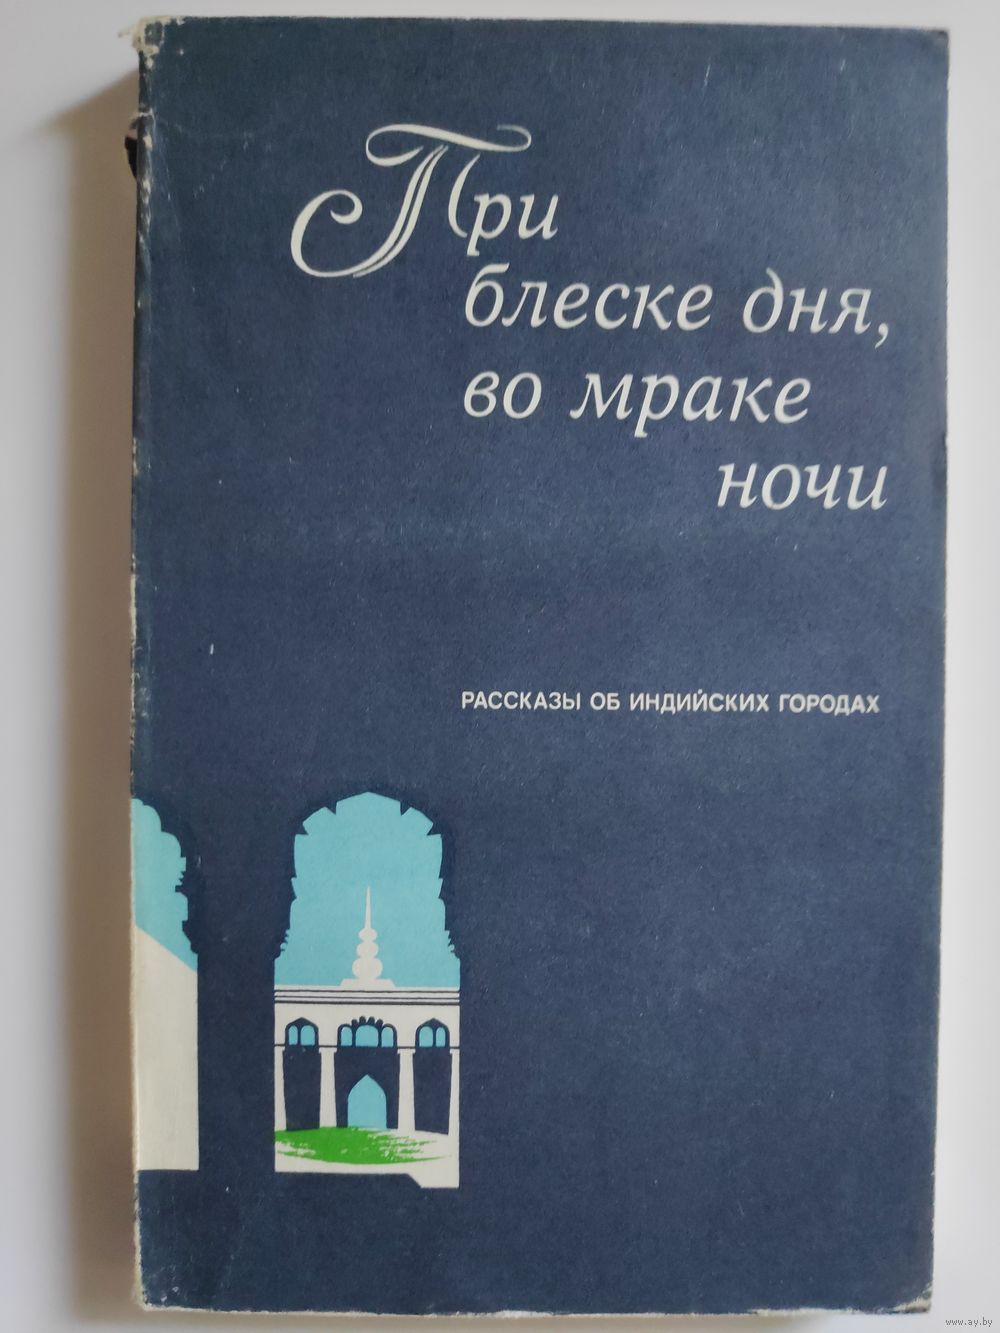 При
блеске дня,
во мраке
ночи
РАССКАЗЫ ОБ ИНДИЙСКИХ ГОРОДАХ
www.ay.by